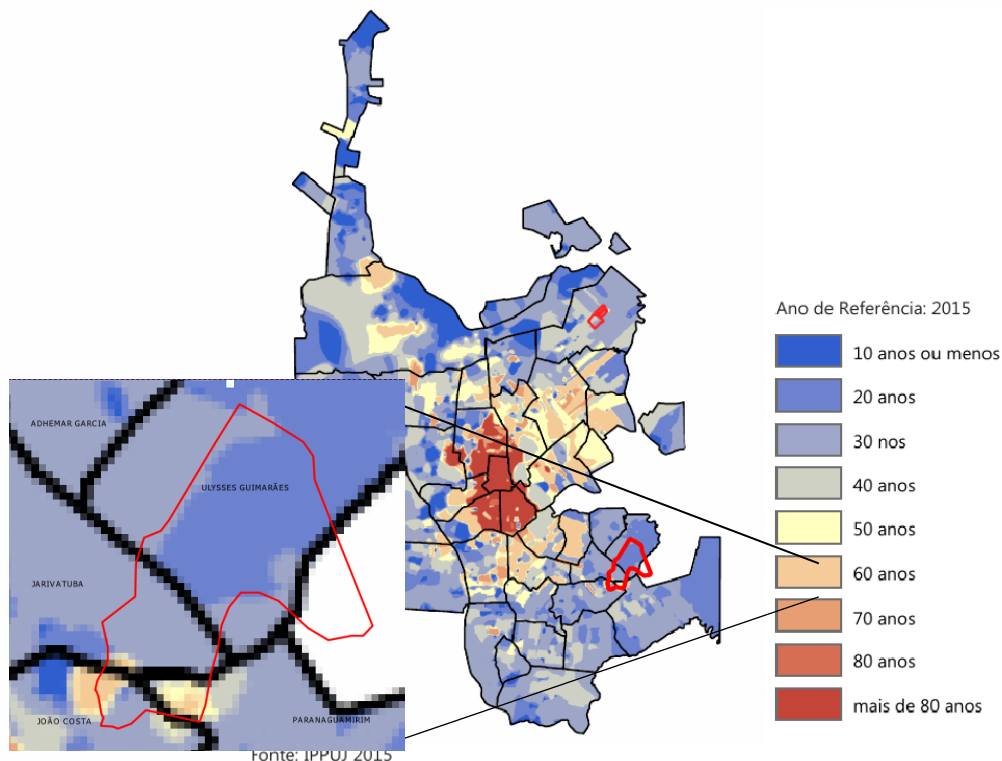 Ano de Referência: 2015
10 anos ou menos
20 anos
30 nos
40 anos
50 anos
60 anos
70 anos
80 anos
mais de 80 anos
ADHEMAR GARCIA
ULYSSES GUIMARÃES
JARIVATUBA
JOÃO COSTA
PARANAGUAMIRIM
Fonte: IPPUJ 2015